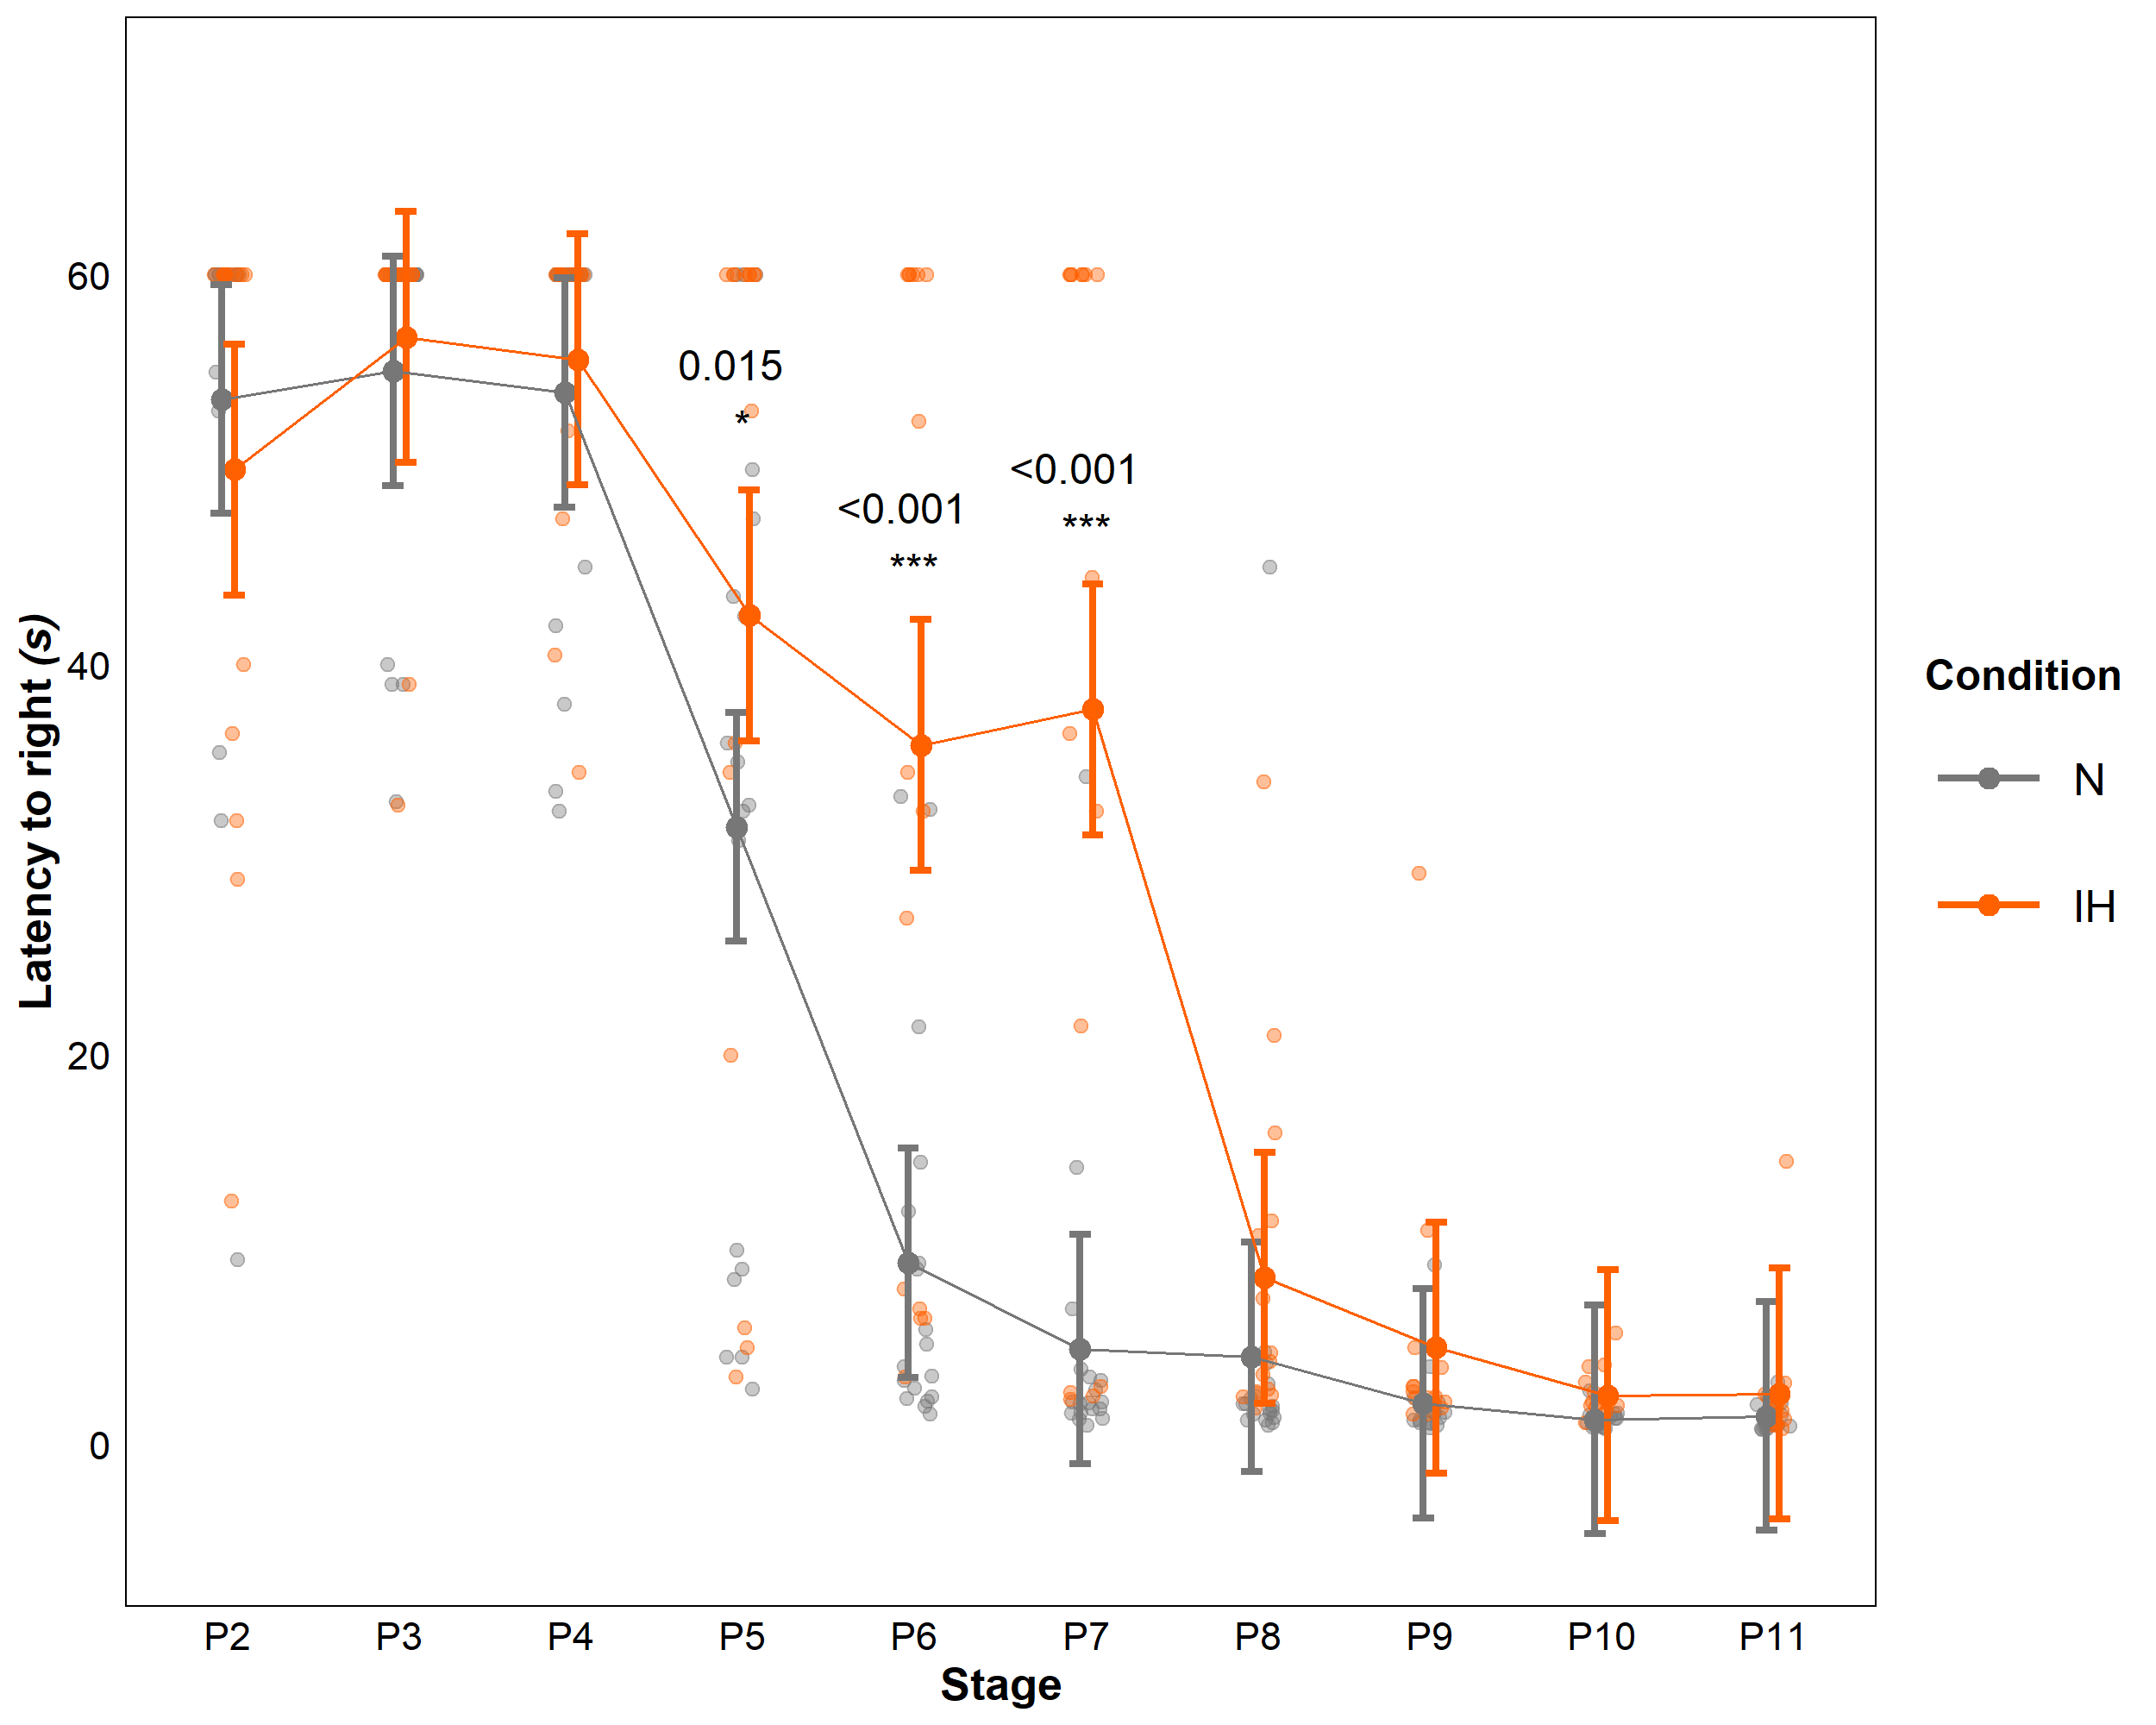 Latency to right (s)
60
40
20
0
0.015
*
<0.001
***
<0.001
***
P2 P3 P4 P5 P6 P7 P8 P9 P10 P11
Stage
Condition
N
IH